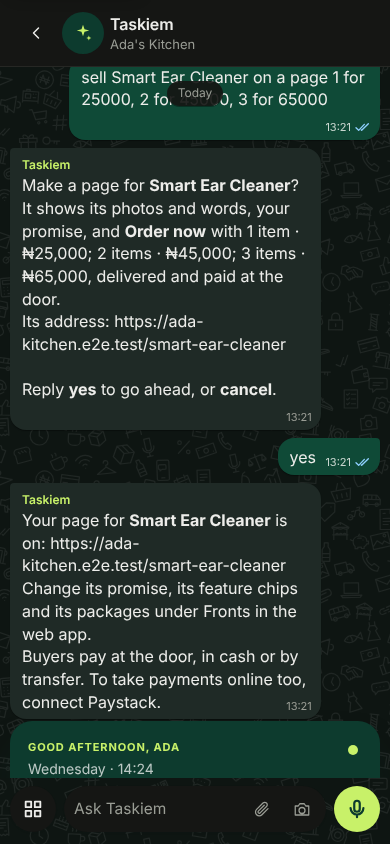 Taskiem
Ada's Kitchen
sell Smart Ear Cleaner on a page 1 for
25000, 2 for 0, 3 for 65000
Today
13:21
Taskiem
Make a page for Smart Ear Cleaner?
It shows its photos and words, your
promise, and Order now with 1 item ·
₦25,000; 2 items · ₦45,000; 3 items ·
₦65,000, delivered and paid at the
door.
Its address: https://ada-
kitchen.e2e.test/smart-ear-cleaner
Reply yes to go ahead, or cancel.
13:21
yes 13:21
Taskiem
Your page for Smart Ear Cleaner is
on: https://ada-
kitchen.e2e.test/smart-ear-cleaner
Change its promise, its feature chips
and its packages under Fronts in the
web app.
Buyers pay at the door, in cash or by
transfer. To take payments online too,
connect Paystack.
13:21
GOOD AFTERNOON, ADA
Wednesday · 14:24
Ask Taskiem